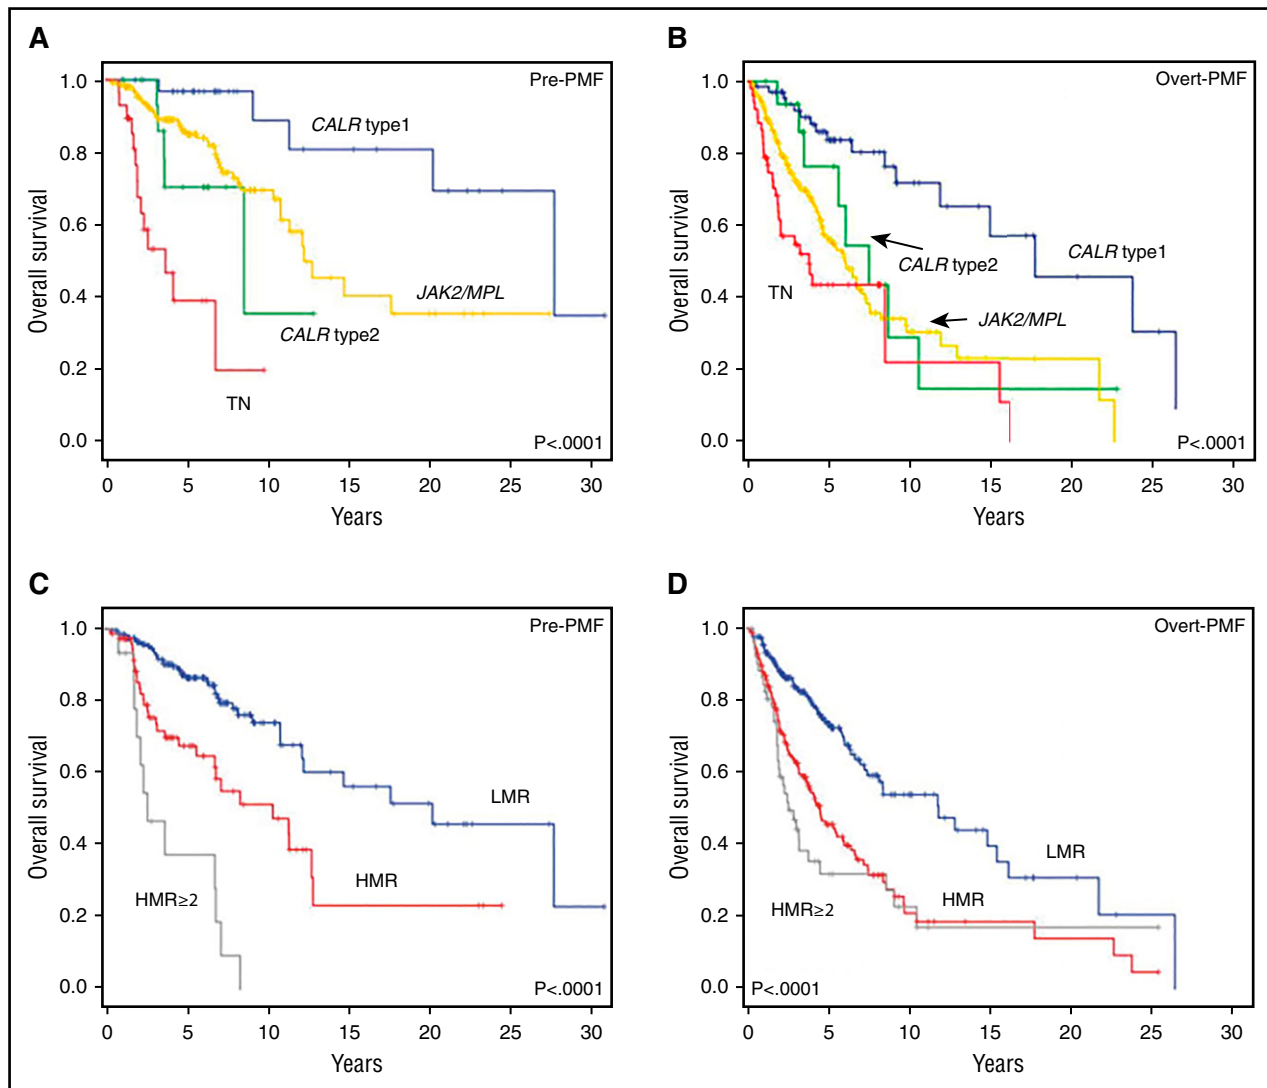 A
Pre-PMF
1.0
0.8
0.6
0.4
0.2
0.0
Overall survival
CALR type1
JAK2/MPL
CALR type2
TN
P<.0001
0 5 10 15 20 25 30
Years
B
Overt-PMF
1.0
0.8
0.6
0.4
0.2
0.0
Overall survival
CALR type1
CALR type2
TN
JAK2/MPL
P<.0001
0 5 10 15 20 25 30
Years
C
Pre-PMF
1.0
0.8
0.6
0.4
0.2
0.0
Overall survival
LMR
HMR
HMR≥2
P<.0001
0 5 10 15 20 25 30
Years
D
Overt-PMF
1.0
0.8
0.6
0.4
0.2
0.0
Overall survival
LMR
HMR
HMR≥2
P<.0001
0 5 10 15 20 25 30
Years